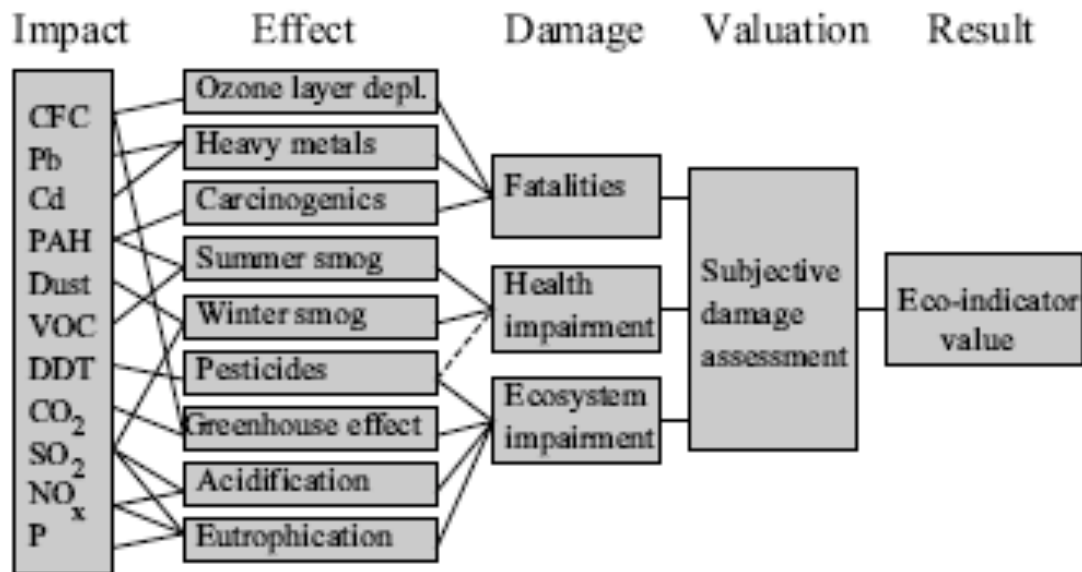 Impact Effect Damage Valuation Result
CFC
Pb
Cd
PAH
Dust
VOC
DDT
CO2
SO2
NOx
P
Ozone layer depl.
Heavy metals
Carcinogenics
Summer smog
Winter smog
Pesticides
Greenhouse effect
Acidification
Eutrophication
Fatalities
Health
impairment
Ecosystem
impairment
Subjective
damage
assessment
Eco-indicator
value